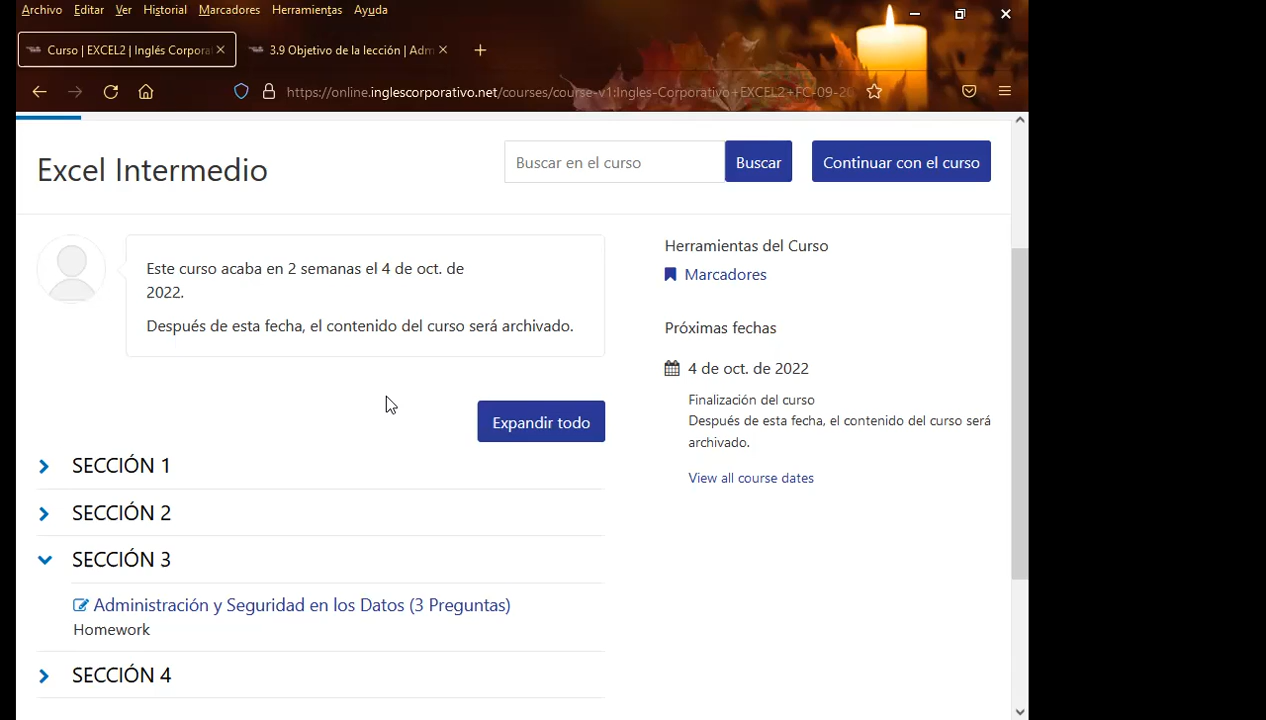 Archivo Editar Ver Historial Marcadores Herramientas Ayuda
Curso | EXCEL2 | Inglés Corpora
3.9 Objetivo de la lección | Adm
https://online.inglescorporativo.net/courses/course-v1:Ingles-Corporativo+EXCEL2+FC-09-20
Excel Intermedio
Buscar en el curso
Buscar
Continuar con el curso
Este curso acaba en 2 semanas el 4 de oct. de
2022.
Después de esta fecha, el contenido del curso será archivado.
Expandir todo
SECCIÓN 1
SECCIÓN 2
SECCIÓN 3
Administración y Seguridad en los Datos (3 Preguntas)
Homework
SECCIÓN 4
Herramientas del Curso
Marcadores
Próximas fechas
4 de oct. de 2022
Finalización del curso
Después de esta fecha, el contenido del curso será
archivado.
View all course dates